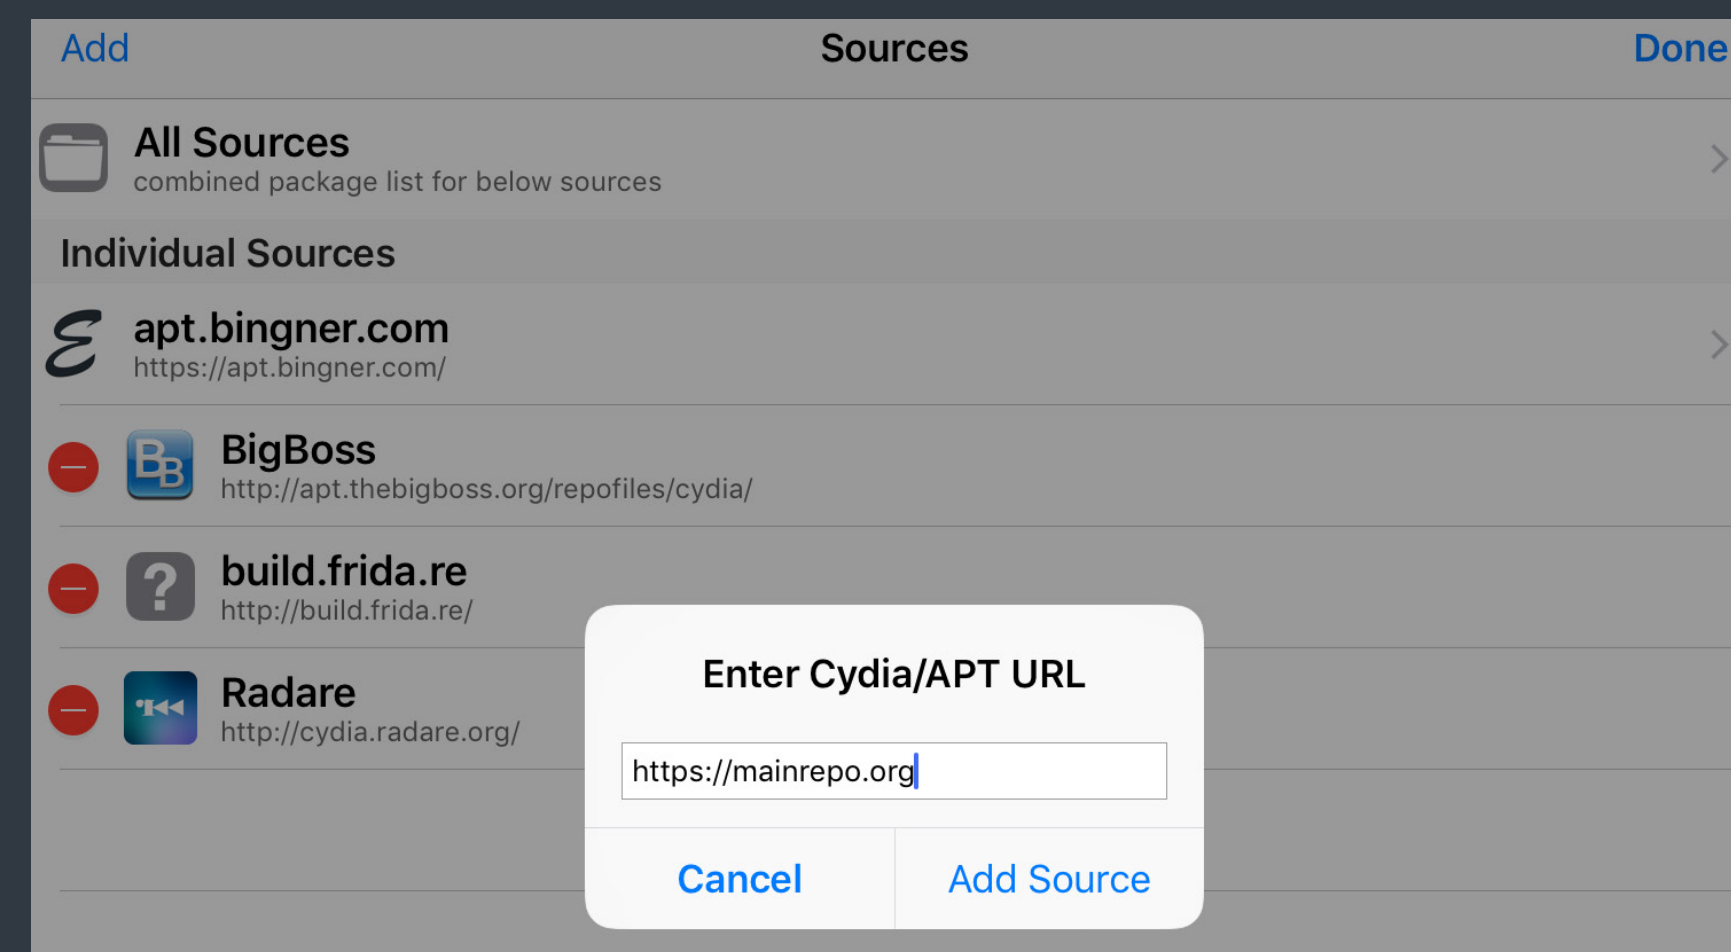 Add Sources Done
All Sources
combined package list for below sources
Individual Sources
apt.bingner.com
https://apt.bingner.com/
BB
BigBoss
http://apt.thebigboss.org/repofiles/cydia/
?
build.frida.re
http://build.frida.re/
Radare
http://cydia.radare.org/
Enter Cydia/APT URL
https://mainrepo.org
Cancel Add Source